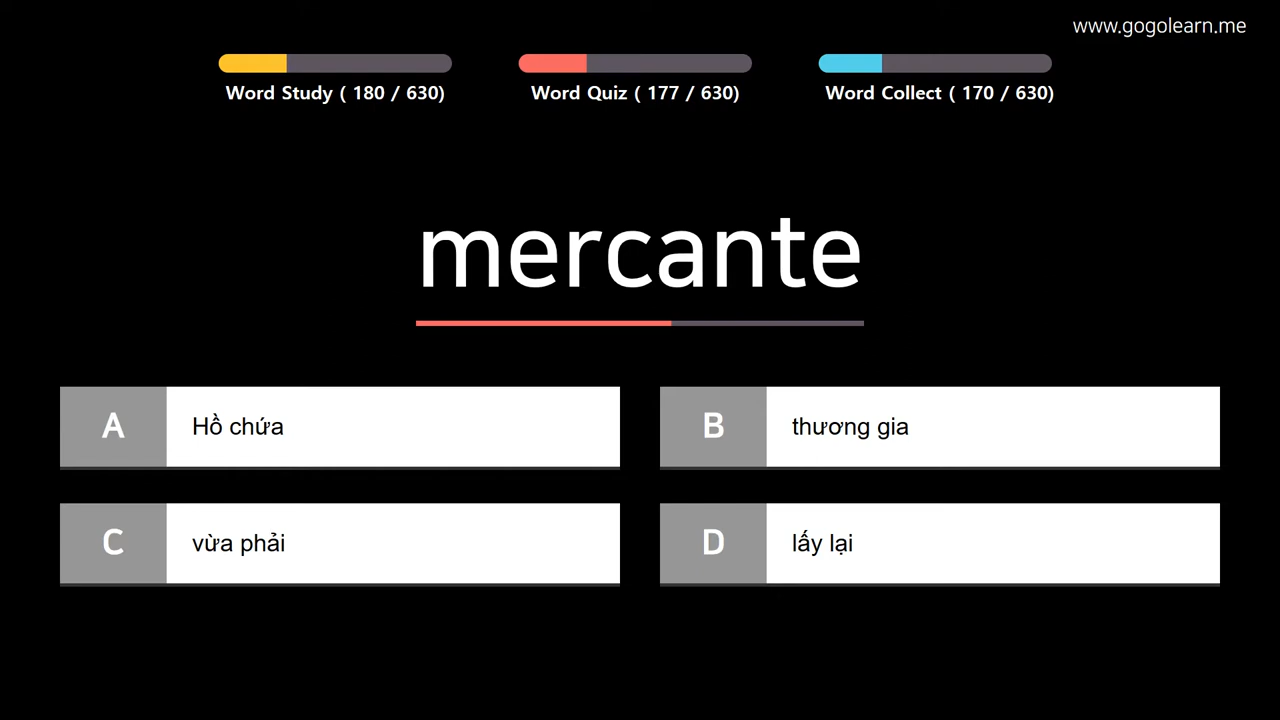 www.gogolearn.me
Word Study ( 180 / 630)
Word Quiz ( 177 / 630)
Word Collect ( 170 / 630)
mercante
A Hồ chứa
B thương gia
C vừa phải
D lấy lại